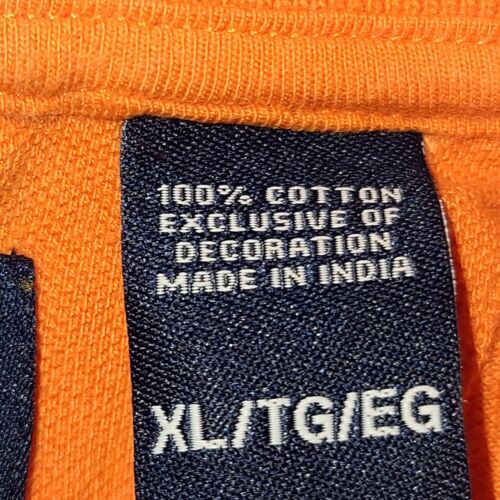 100% COTTON
EXCLUSIVE OF
DECORATION
MADE IN INDIA
XL/TG/EG